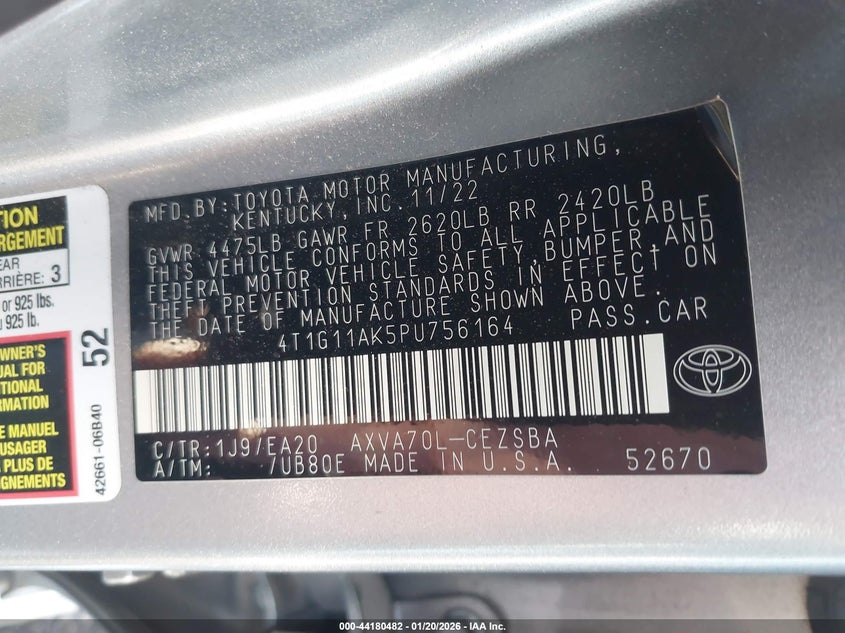 TION
RGEMENT
EAR
RRIÈRE: 3
or 925 lbs.
u 925 lb.
52
WNER'S
UAL FOR
TIONAL
RMATION
E MANUEL
USAGER
PLUS DE
GNEMENTS
42661-06B40
MFD.BY:TOYOTA MOTOR MANUFACTURING,
KENTUCKY,INC.11/22
GVWR 4475LB GAWR FR 2620LB RR 2420LB
THIS VEHICLE CONFORMS TO ALL APPLICABLE
FEDERAL MOTOR VEHICLE SAFETY,BUMPER,AND
THEFT PREVENTION STANDARDS IN EFFECT ON
THE DATE OF MANUFACTURE SHOWN ABOVE.
4T1G11AK5PU756164 PASS.CAR
C/TR:1J9/EA20 AXVA70L-CEZSBA
A/TM: /UB80E MADE IN U.S.A. 52670
TOYOTA
000-44180482 | 01/20/2026 | IAA Inc.